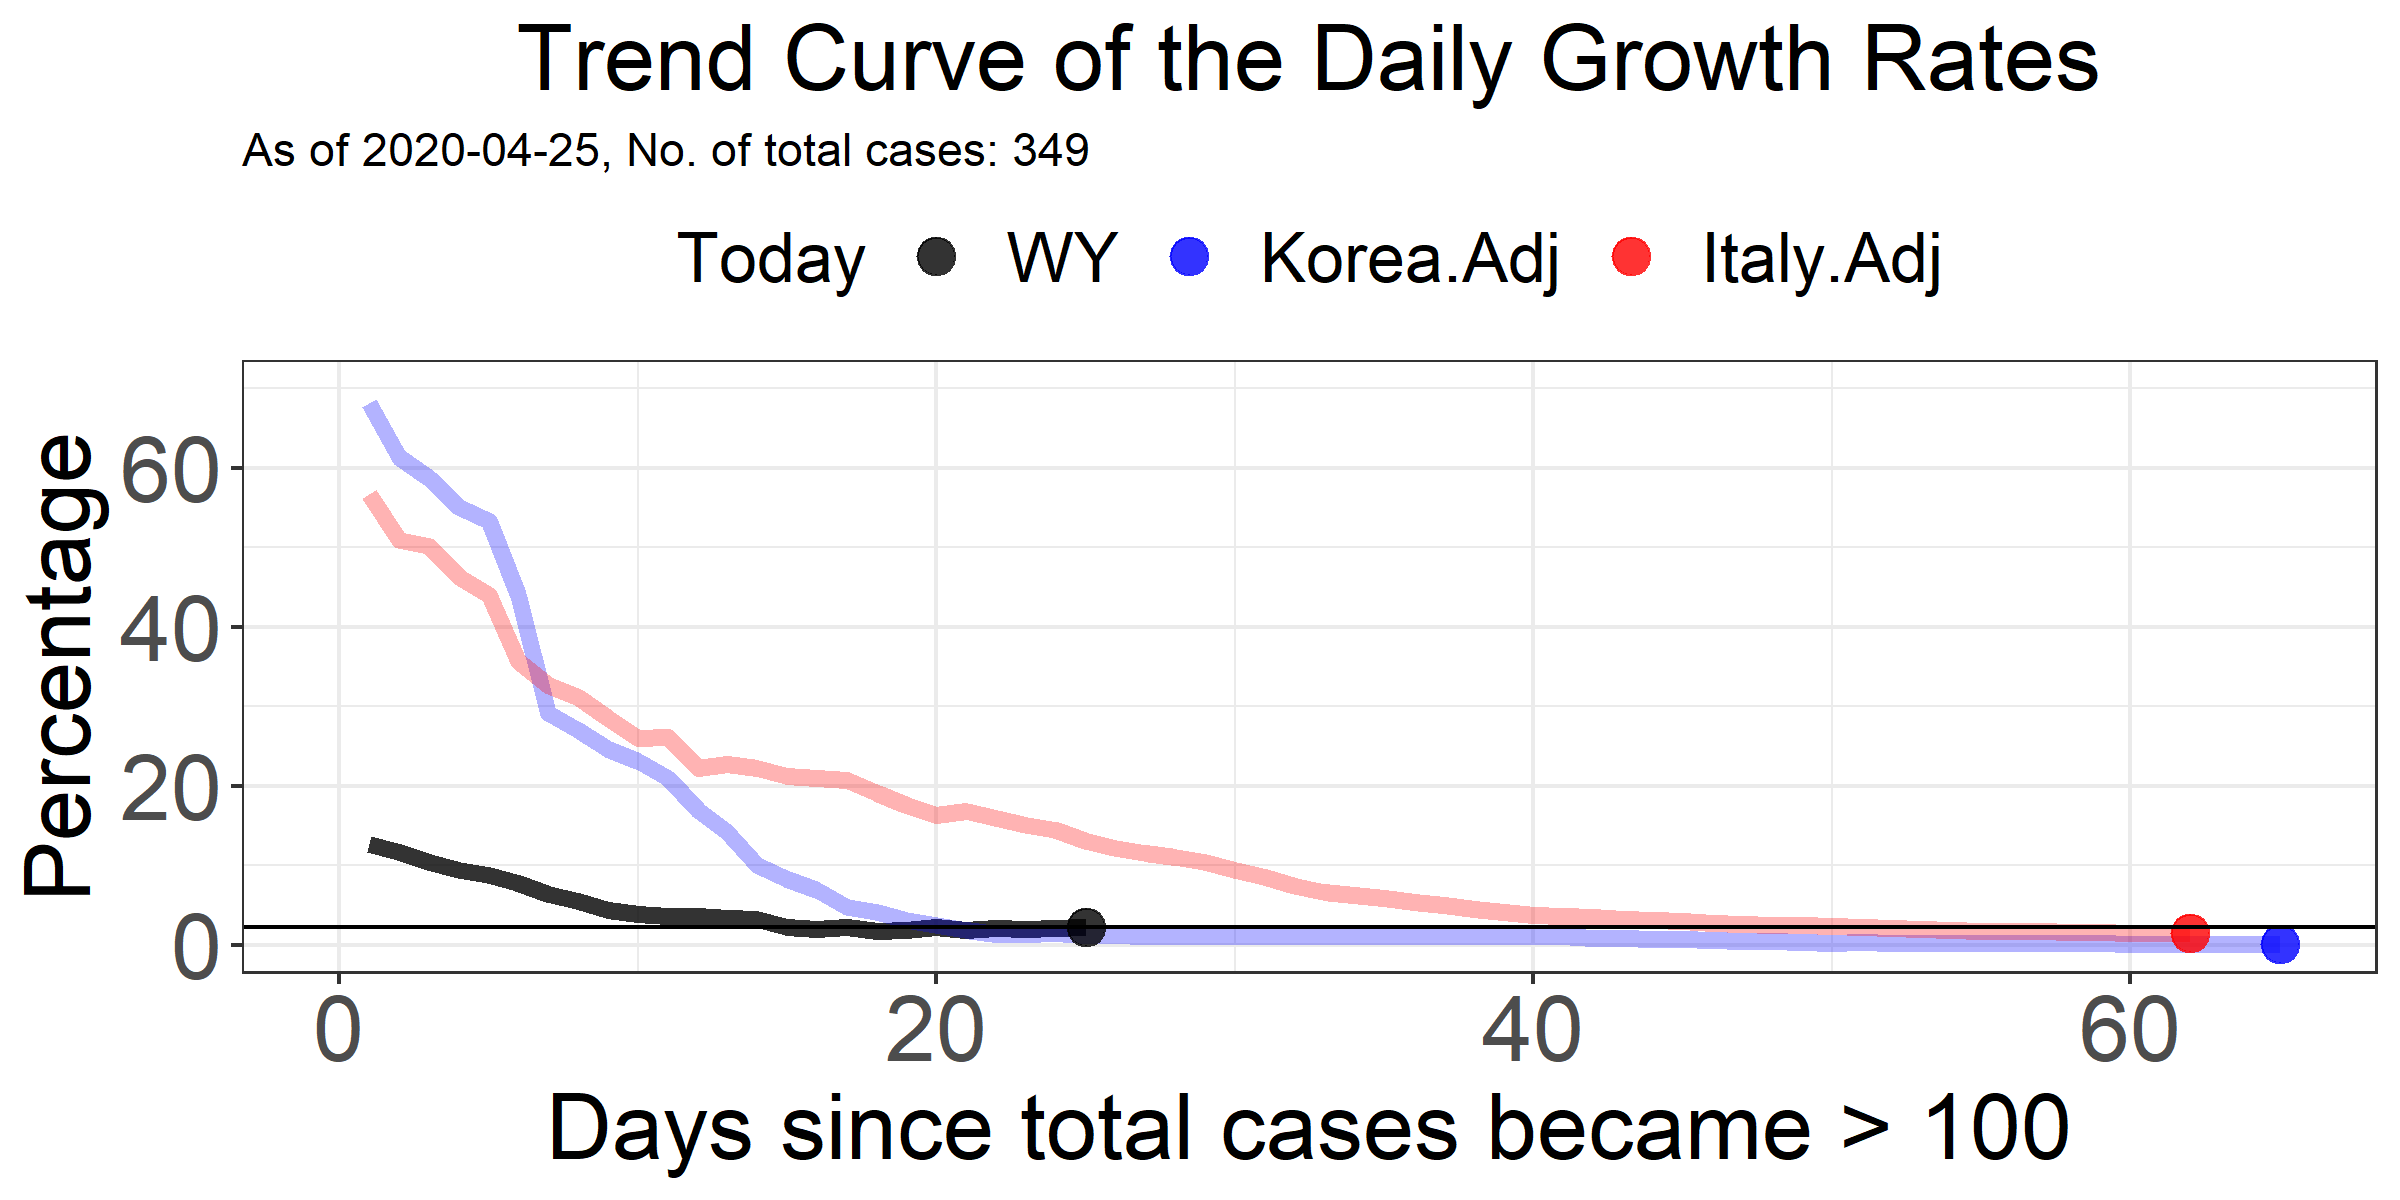 Trend Curve of the Daily Growth Rates
As of 2020-04-25, No. of total cases: 349
Today WY Korea.Adj Italy.Adj
Percentage
60
40
20
0
0 20 40 60
Days since total cases became > 100